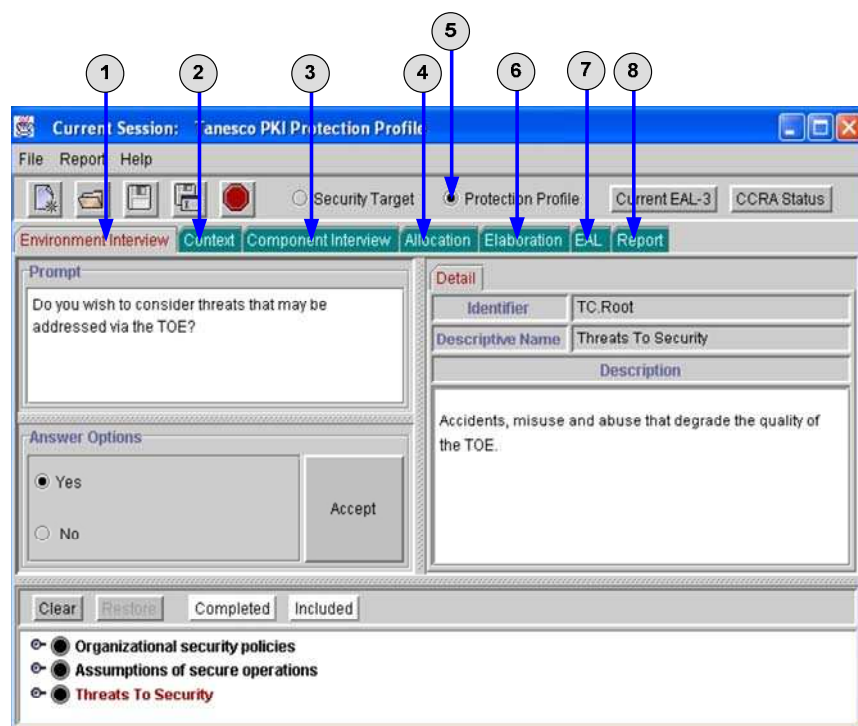 5
1 2 3 4 6 7 8
Current Session: Tanesco PKI Protection Profile
File Report Help
Security Target Protection Profile Current EAL-3 CCRA Status
Environment Interview Context Component Interview Allocation Elaboration EAL Report
Prompt
Do you wish to consider threats that may be
addressed via the TOE?
Answer Options
Yes
No
Accept
Detail
Identifier TC.Root
Descriptive Name Threats To Security
Description
Accidents, misuse and abuse that degrade the quality of
the TOE.
Clear Restore Completed Included
Organizational security policies
Assumptions of secure operations
Threats To Security